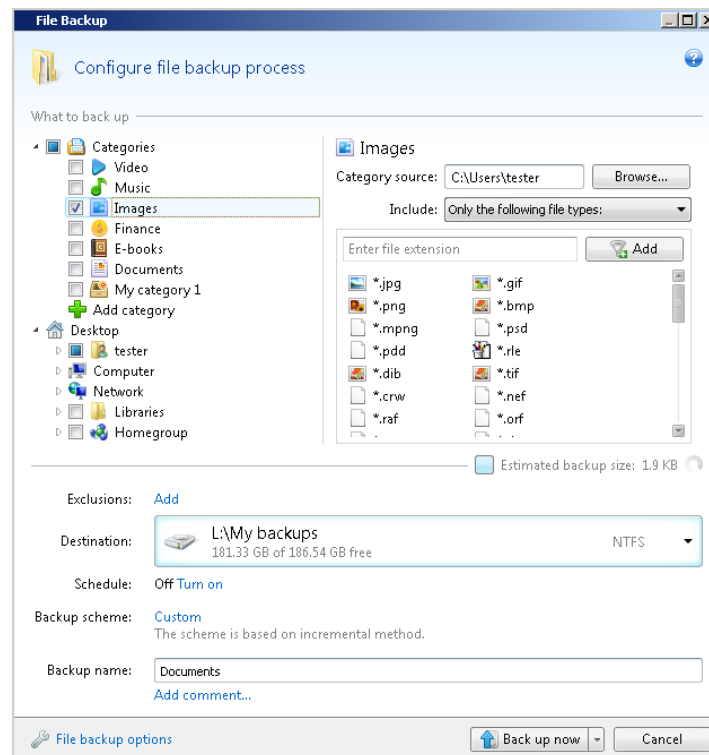 File Backup
Configure file backup process
What to back up
Categories
Video
Music
Images
Finance
E-books
Documents
My category 1
Add category
Desktop
tester
Computer
Network
Libraries
Homegroup
Images
Category source: C:\Users\tester Browse...
Include: Only the following file types:
Enter file extension Add
*.jpg *.gif
*.png *.bmp
*.mpng *.psd
*.pdd *.rle
*.dib *.tif
*.crw *.nef
*.raf *.orf
Estimated backup size: 1.9 KB
Exclusions: Add
Destination: L:\My backups
181.33 GB of 186.54 GB free NTFS
Schedule: Off Turn on
Backup scheme: Custom
The scheme is based on incremental method.
Backup name: Documents
Add comment...
File backup options Back up now Cancel